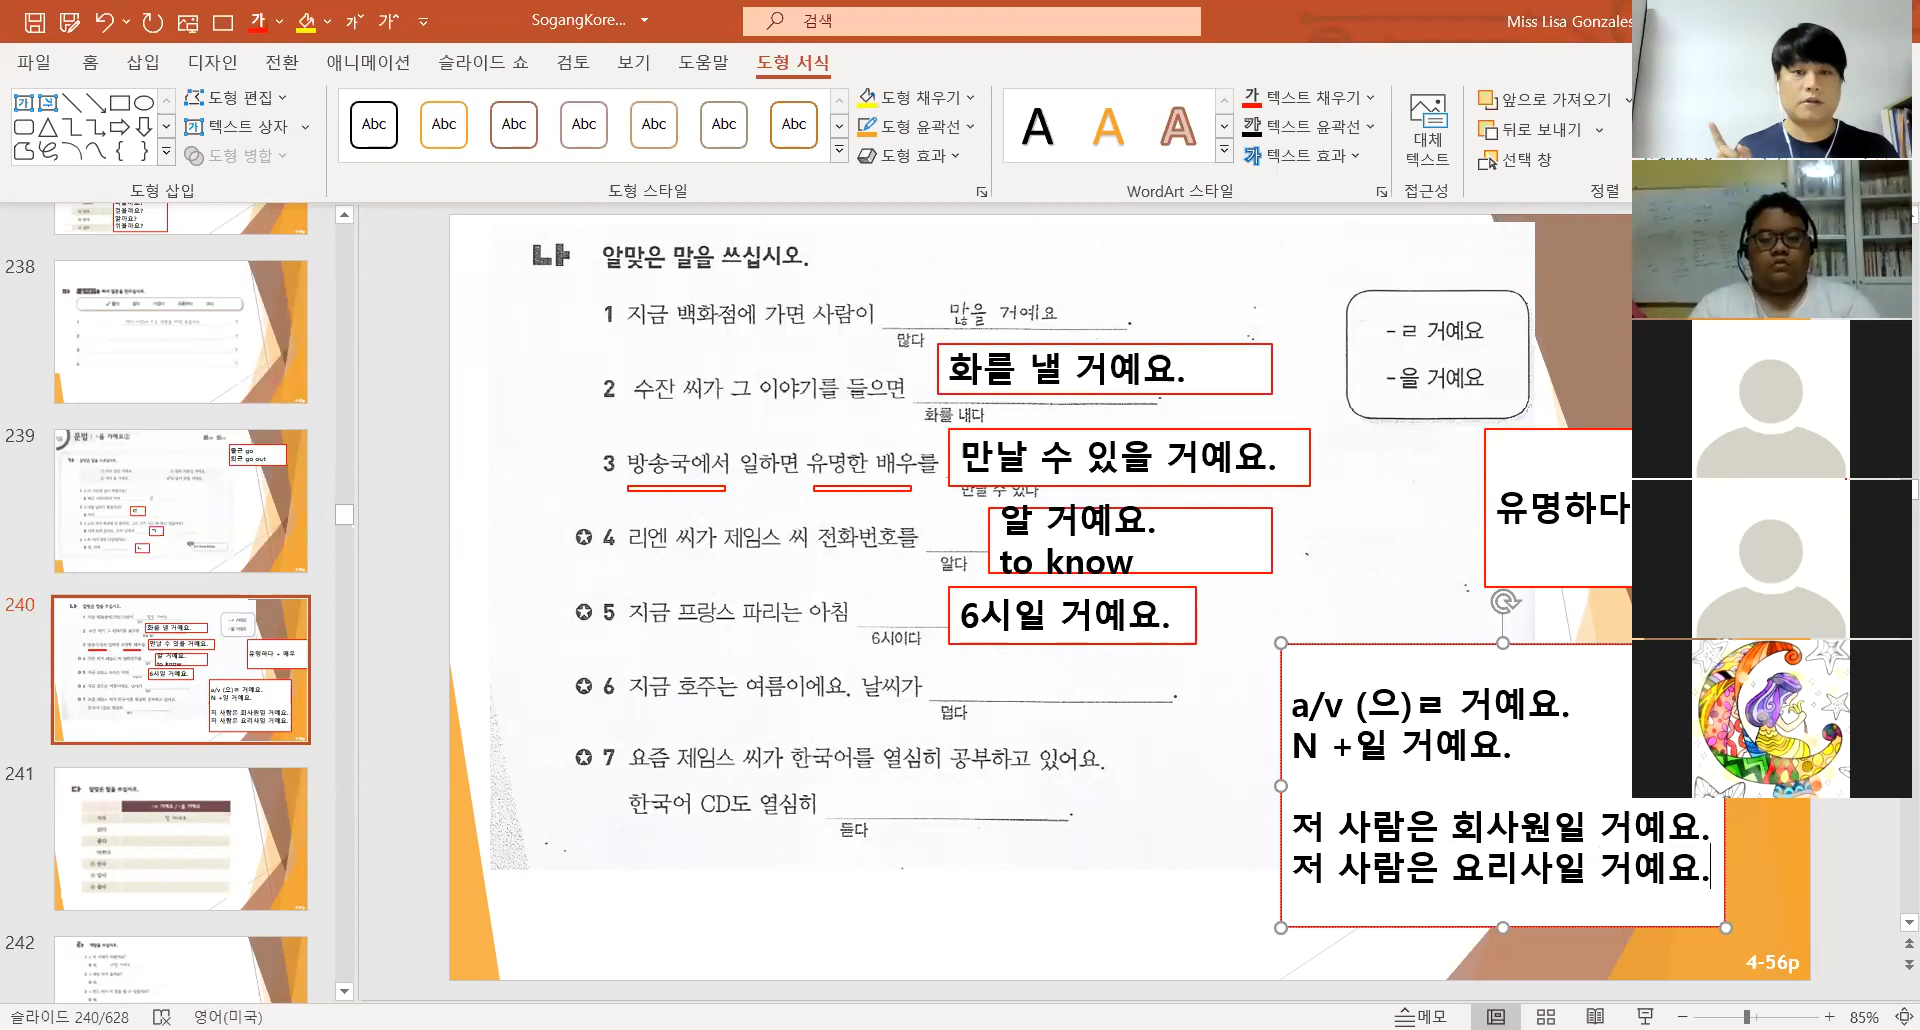 SogangKore...
검색
Miss Lisa Gonzales
파일 홈 삽입 디자인 전환 애니메이션 슬라이드 쇼 검토 보기 도움말 도형 서식
도형 편집
텍스트 상자
도형 병합
도형 삽입
Abc Abc Abc Abc Abc Abc Abc
도형 채우기
도형 윤곽선
도형 효과
도형 스타일
A A A
텍스트 채우기
텍스트 윤곽선
텍스트 효과
WordArt 스타일
대체
텍스트
접근성
앞으로 가져오기
뒤로 보내기
선택 창
정렬
238
239
240
241
242
나 알맞은 말을 쓰십시오.
1 지금 백화점에 가면 사람이 많을 거예요.
많다
화를 낼 거예요.
2 수잔 씨가 그 이야기를 들으면
화를 내다
만날 수 있을 거예요.
3 방송국에서 일하면 유명한 배우를
만날 수 있다
알 거예요.
to know
4 리엔 씨가 제임스 씨 전화번호를
알다
6시일 거예요.
5 지금 프랑스 파리는 아침
6시이다
6 지금 호주는 여름이에요. 날씨가 .
덥다
7 요즘 제임스 씨가 한국어를 열심히 공부하고 있어요.
한국어 CD도 열심히 .
듣다
-ㄹ 거예요
-을 거예요
유명하다
a/v (으)ㄹ 거예요.
N +일 거예요.
저 사람은 회사원일 거예요.
저 사람은 요리사일 거예요.
4-56p
슬라이드 240/628 영어(미국)
메모
85%